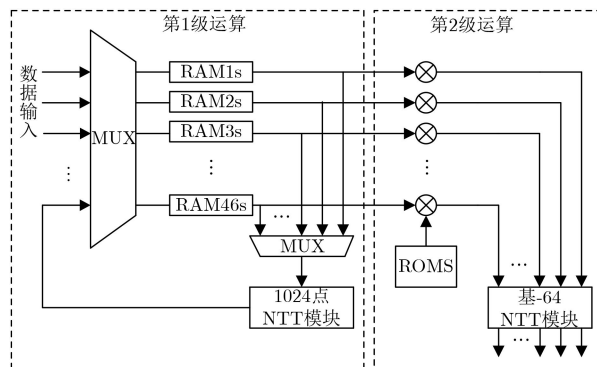 第1级运算
第2级运算
数据输入
MUX
RAM1s
RAM2s
RAM3s
⋮
⋮
⋮
RAM46s
…
MUX
ROMS
…
1024点
NTT模块
基-64
NTT模块
…